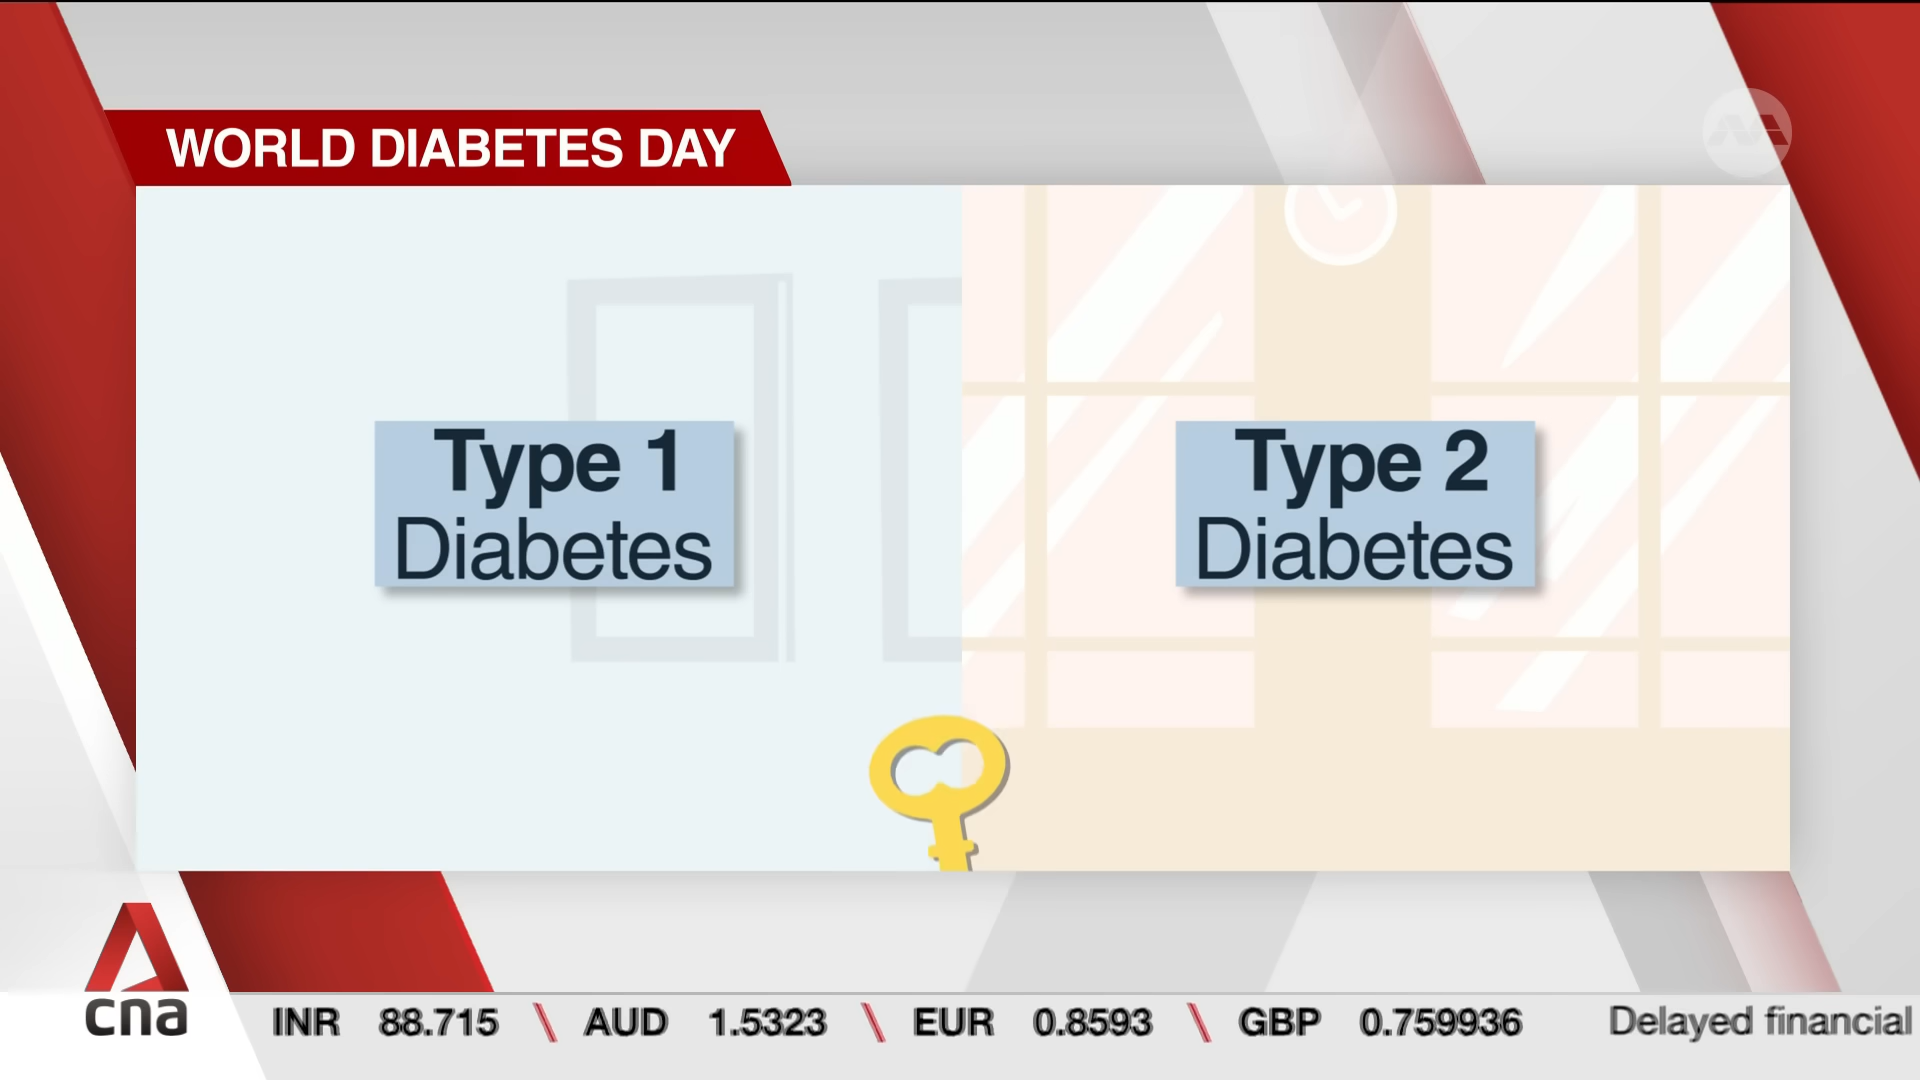 WORLD DIABETES DAY
Type 1
Diabetes
Type 2
Diabetes
cna
INR 88.715 \ AUD 1.5323 \ EUR 0.8593 \ GBP 0.759936 Delayed financial